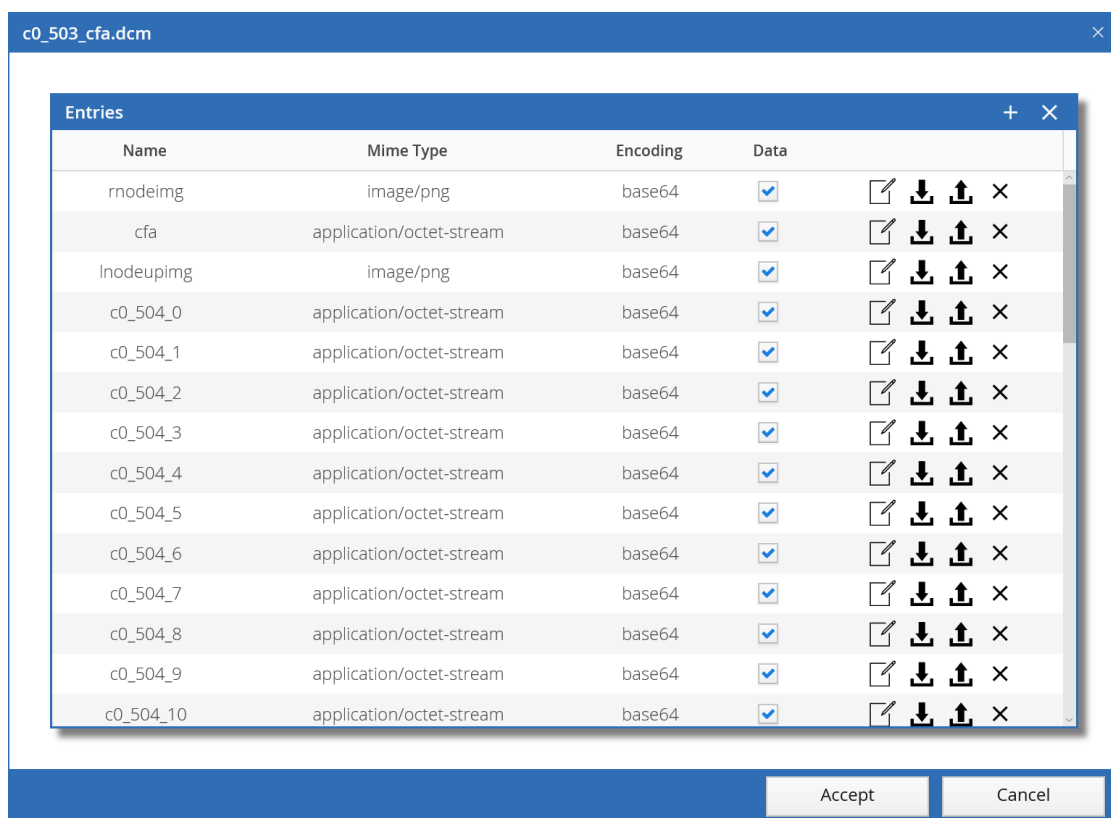 c0_503_cfa.dcm
Entries
Name Mime Type Encoding Data
rnodeimg image/png base64
cfa application/octet-stream base64
lnodeupimg image/png base64
c0_504_0 application/octet-stream base64
c0_504_1 application/octet-stream base64
c0_504_2 application/octet-stream base64
c0_504_3 application/octet-stream base64
c0_504_4 application/octet-stream base64
c0_504_5 application/octet-stream base64
c0_504_6 application/octet-stream base64
c0_504_7 application/octet-stream base64
c0_504_8 application/octet-stream base64
c0_504_9 application/octet-stream base64
c0_504_10 application/octet-stream base64
Accept Cancel